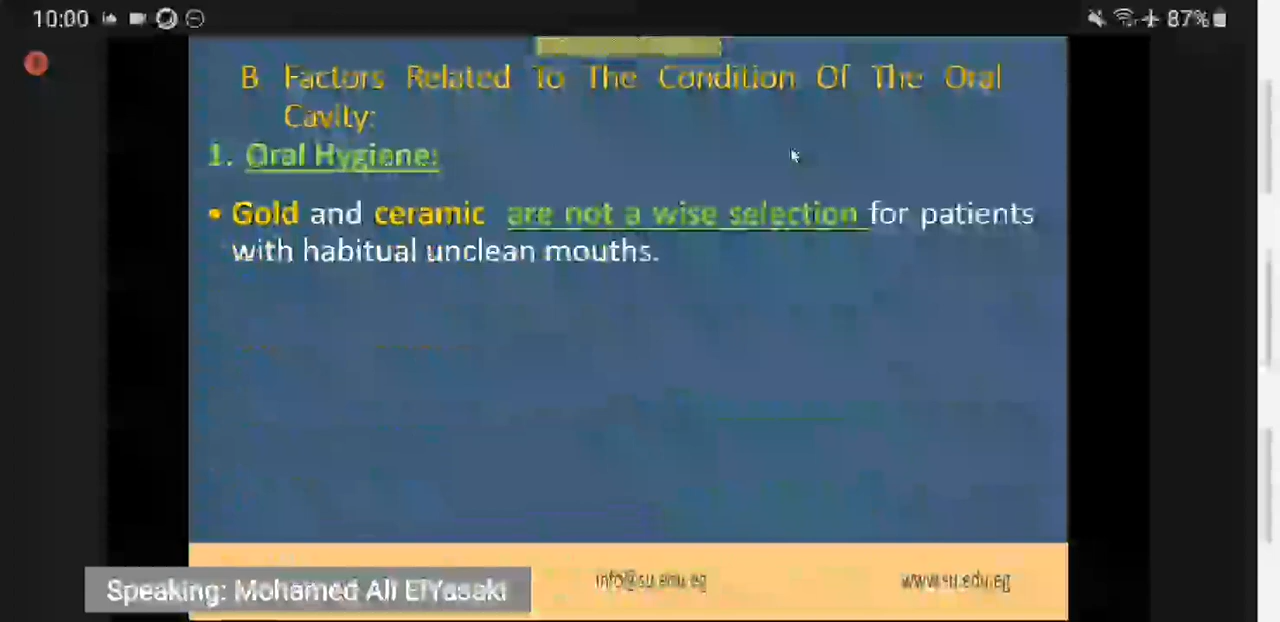 10:00
87%
B Factors Related To The Condition Of The Oral
Cavity:
1. Oral Hygiene:
• Gold and ceramic are not a wise selection for patients
with habitual unclean mouths.
Speaking: Mohamed Ali ElYasaki
info@su.edu.eg
www.su.edu.eg